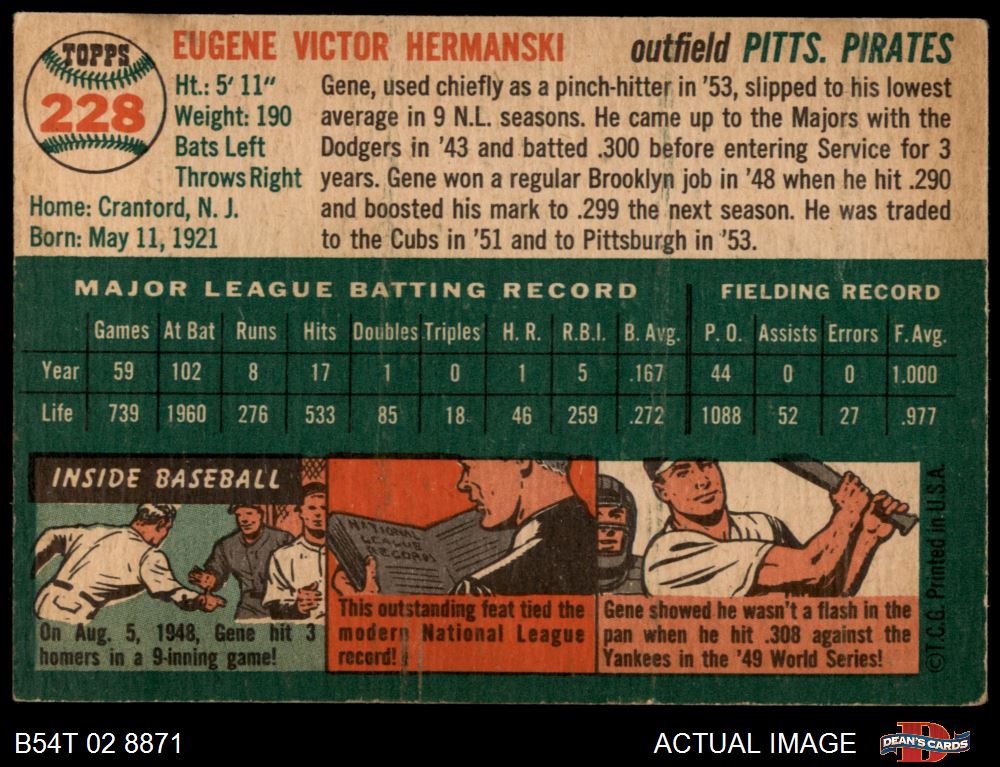 TOPPS
228
EUGENE VICTOR HERMANSKI
outfield PITTS. PIRATES
Ht.: 5' 11"
Weight: 190
Bats Left
Throws Right
Home: Cranford, N. J.
Born: May 11, 1921
Gene, used chiefly as a pinch-hitter in '53, slipped to his lowest
average in 9 N.L. seasons. He came up to the Majors with the
Dodgers in '43 and batted .300 before entering Service for 3
years. Gene won a regular Brooklyn job in '48 when he hit .290
and boosted his mark to .299 the next season. He was traded
to the Cubs in '51 and to Pittsburgh in '53.
MAJOR LEAGUE BATTING RECORD FIELDING RECORD
Games At Bat Runs Hits Doubles Triples H. R. R.B.I. B. Avg. P. O. Assists Errors F. Avg.
Year 59 102 8 17 1 0 1 5 .167 44 0 0 1.000
Life 739 1960 276 533 85 18 46 259 .272 1088 52 27 .977
INSIDE BASEBALL
On Aug. 5, 1948, Gene hit 3
homers in a 9-inning game!
NATIONAL
LEAGUE
RECORDS
This outstanding feat tied the
modern National League
record!
Gene showed he wasn't a flash in the
pan when he hit .308 against the
Yankees in the '49 World Series!
©T.C.G. Printed in U.S.A.
B54T 02 8871
ACTUAL IMAGE
DEAN'S CARDS